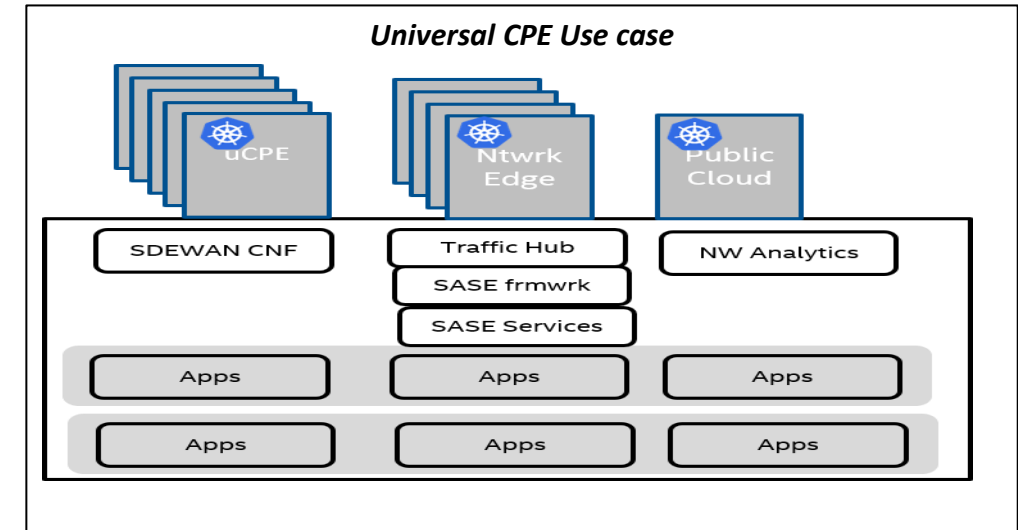 Universal CPE Use case
uCPE
Ntwrk
Edge
Public
Cloud
SDEWAN CNF
Traffic Hub
NW Analytics
SASE frmwrk
SASE Services
Apps
Apps
Apps
Apps
Apps
Apps